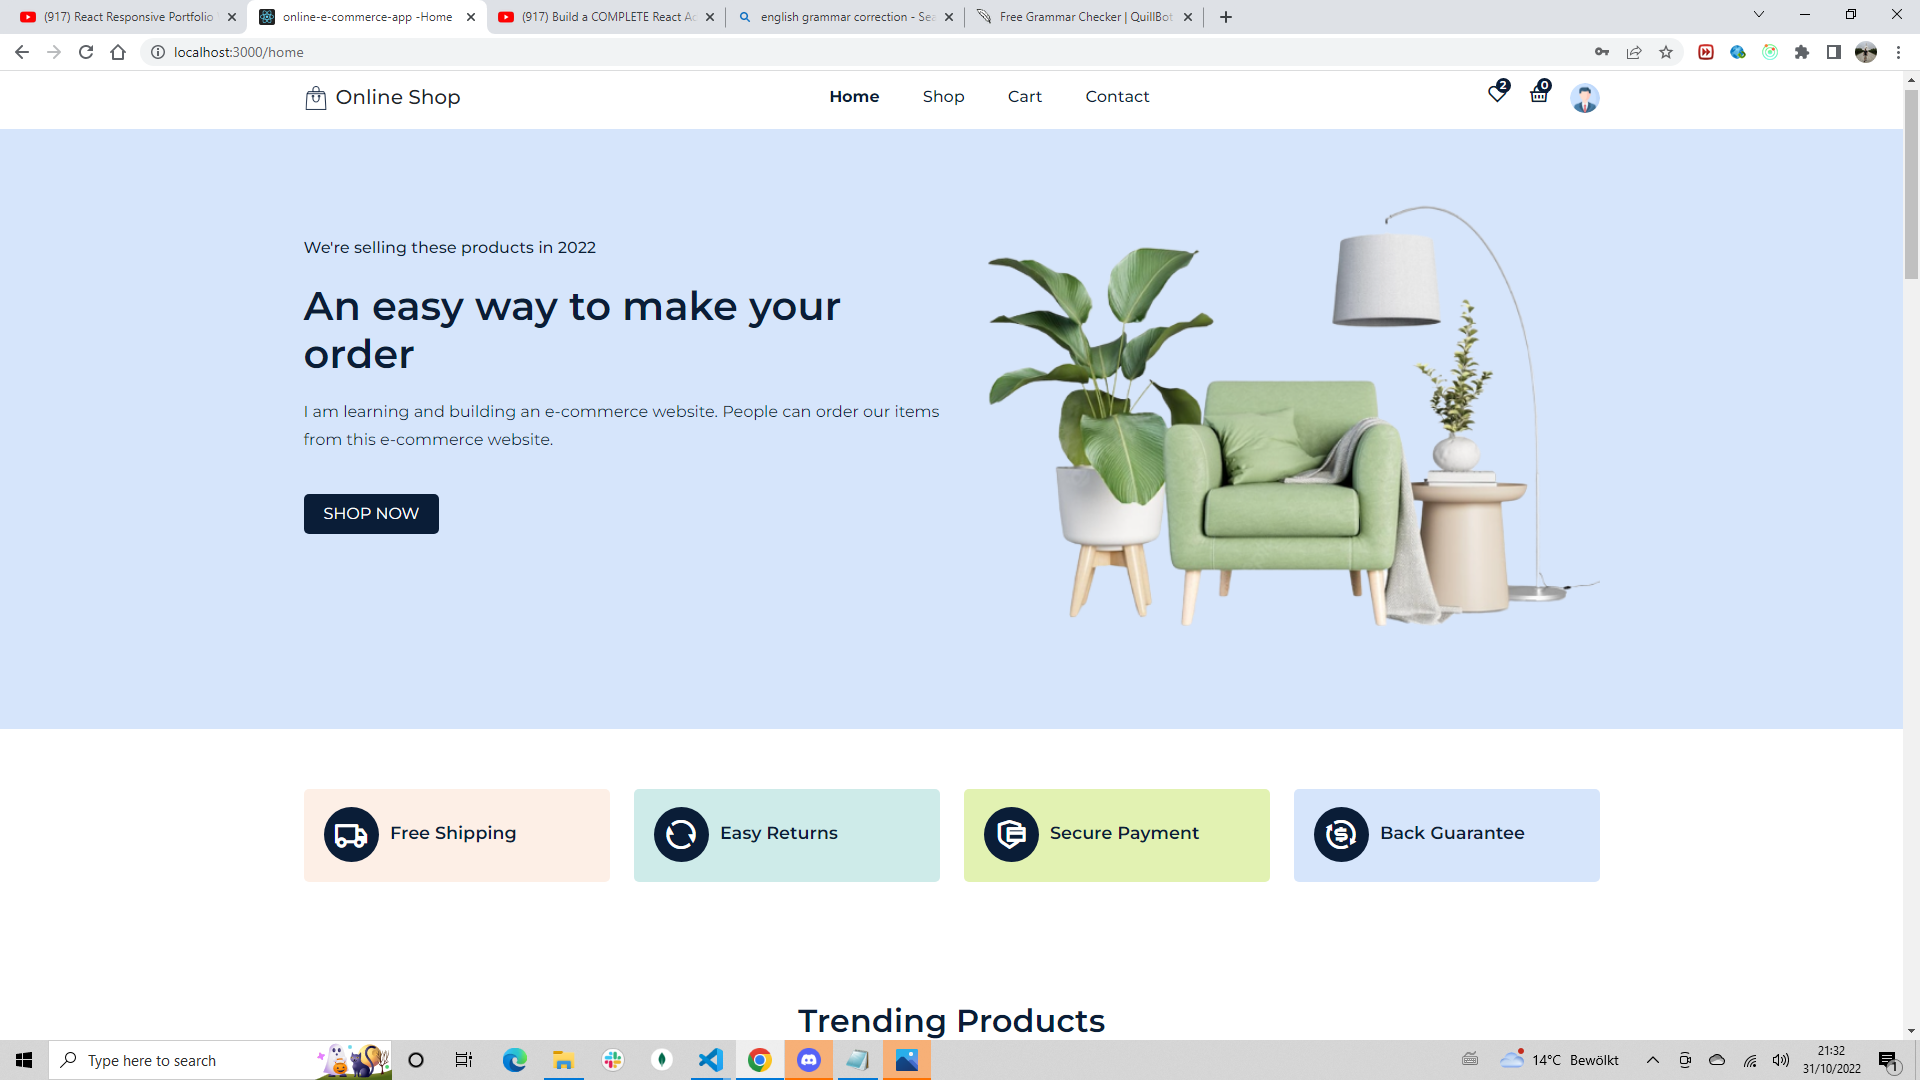 (917) React Responsive Portfolio
online-e-commerce-app -Home
(917) Build a COMPLETE React Ac
english grammar correction - Sea
Free Grammar Checker | QuillBot
localhost:3000/home
Online Shop
Home
Shop
Cart
Contact
2
0
We're selling these products in 2022
An easy way to make your
order
I am learning and building an e-commerce website. People can order our items
from this e-commerce website.
SHOP NOW
Free Shipping
Easy Returns
Secure Payment
Back Guarantee
Trending Products
Type here to search
14°C Bewölkt
21:32
31/10/2022
1